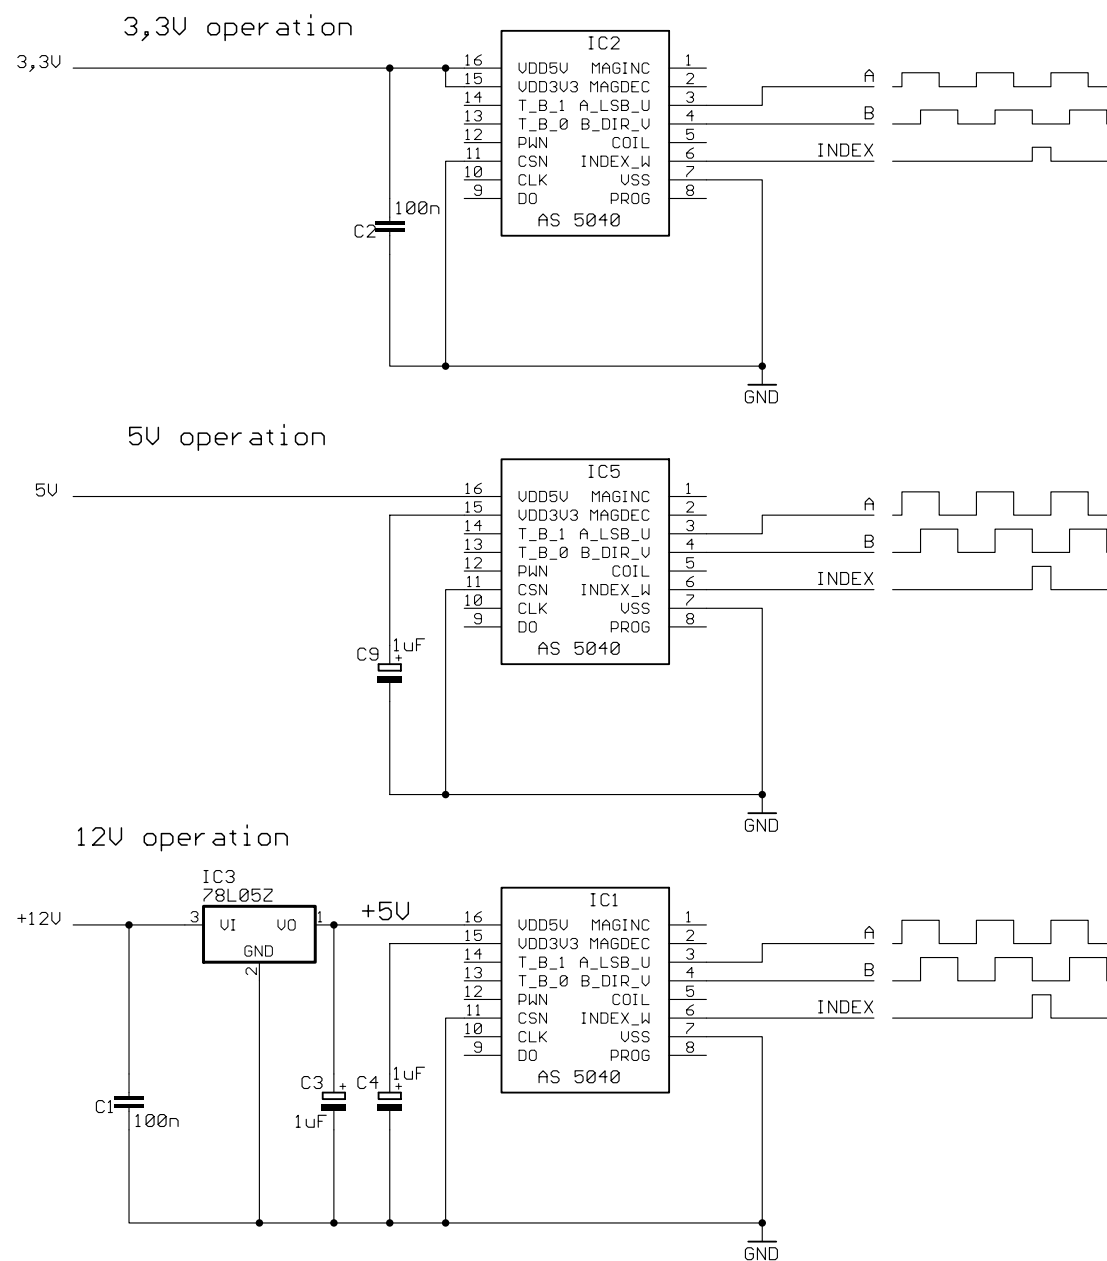 3,3V operation
IC2
3,3V
16 VDD5V MAGINC 1
15 VDD3V3 MAGDEC 2
A
14 T_B_1 A_LSB_U 3
13 T_B_0 B_DIR_V 4
B
12 PWN COIL 5
11 CSN INDEX_W 6
INDEX
10 CLK VSS 7
9 DO PROG 8
AS 5040
100n
C2
GND
5V operation
IC5
5V
16 VDD5V MAGINC 1
15 VDD3V3 MAGDEC 2
A
14 T_B_1 A_LSB_U 3
13 T_B_0 B_DIR_V 4
B
12 PWN COIL 5
11 CSN INDEX_W 6
INDEX
10 CLK VSS 7
9 DO PROG 8
AS 5040
1uF
C9
+
GND
12V operation
IC3
78L05Z
IC1
+12V
3 VI VO 1
GND
2
+5V
16 VDD5V MAGINC 1
15 VDD3V3 MAGDEC 2
A
14 T_B_1 A_LSB_U 3
13 T_B_0 B_DIR_V 4
B
12 PWN COIL 5
11 CSN INDEX_W 6
INDEX
10 CLK VSS 7
9 DO PROG 8
AS 5040
C3 +
1uF
C4 +
1uF
C1
100n
GND